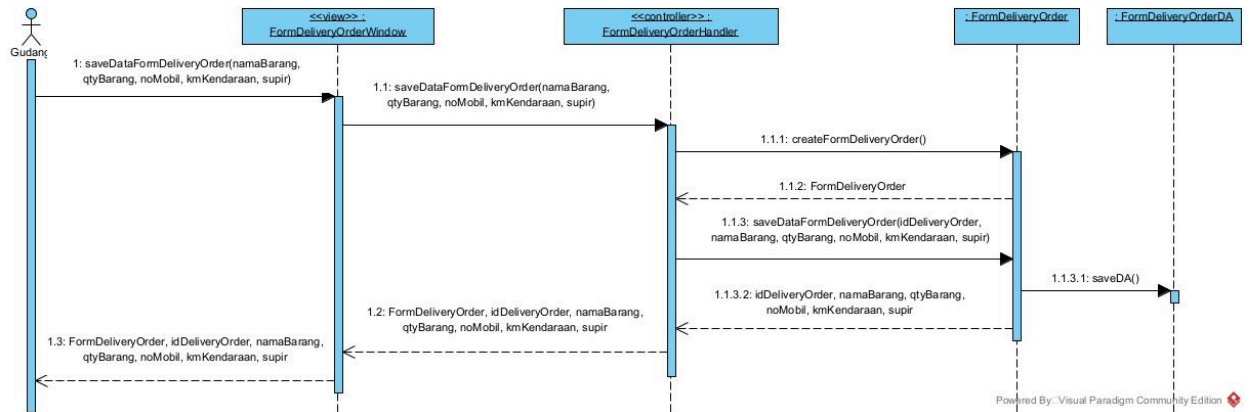 <<view>> :
FormDeliveryOrderWindow
<<controller>> :
FormDeliveryOrderHandler
: FormDeliveryOrder
: FormDeliveryOrderDA
Gudang
1: saveDataFormDeliveryOrder(namaBarang,
qtyBarang, noMobil, kmKendaraan, supir)
1.1: saveDataFormDeliveryOrder(namaBarang,
qtyBarang, noMobil, kmKendaraan, supir)
1.1.1: createFormDeliveryOrder()
1.1.2: FormDeliveryOrder
1.1.3: saveDataFormDeliveryOrder(idDeliveryOrder,
namaBarang, qtyBarang, noMobil, kmKendaraan, supir)
1.1.3.1: saveDA()
1.1.3.2: idDeliveryOrder, namaBarang, qtyBarang,
noMobil, kmKendaraan, supir
1.2: FormDeliveryOrder, idDeliveryOrder, namaBarang,
qtyBarang, noMobil, kmKendaraan, supir
1.3: FormDeliveryOrder, idDeliveryOrder, namaBarang,
qtyBarang, noMobil, kmKendaraan, supir
Powered By Visual Paradigm Community Edition